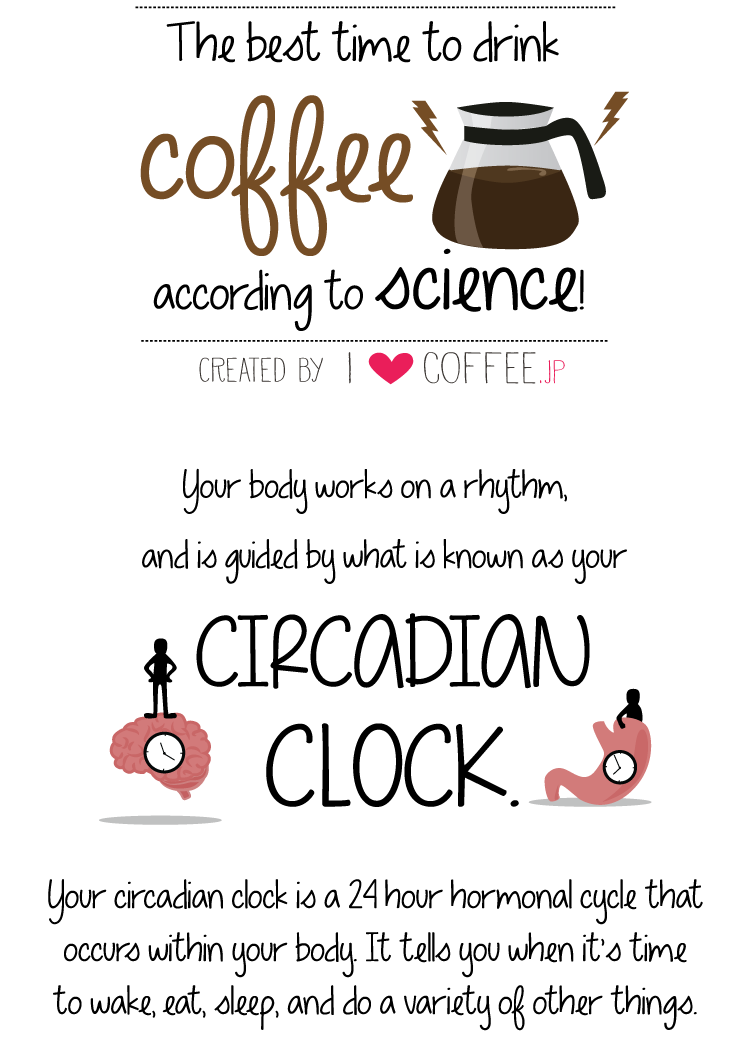 The best time to drink
coffee
according to science!
CREATED BY I ❤ COFFEE.JP
Your body works on a rhythm,
and is guided by what is known as your
CIRCADIAN
CLOCK.
Your circadian clock is a 24 hour hormonal cycle that
occurs within your body. It tells you when it's time
to wake, eat, sleep, and do a variety of other things.